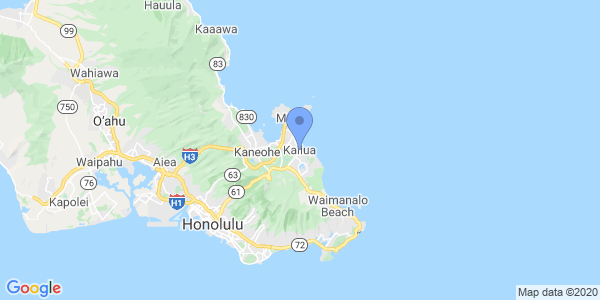 Hauula
99
Kaaawa
83
Wahiawa
750
O'ahu
830
Kaneohe
Kailua
Waipahu
Aiea
H3
76
63
61
Kapolei
H1
Waimanalo
Beach
Honolulu
72
Google
Map data ©2020